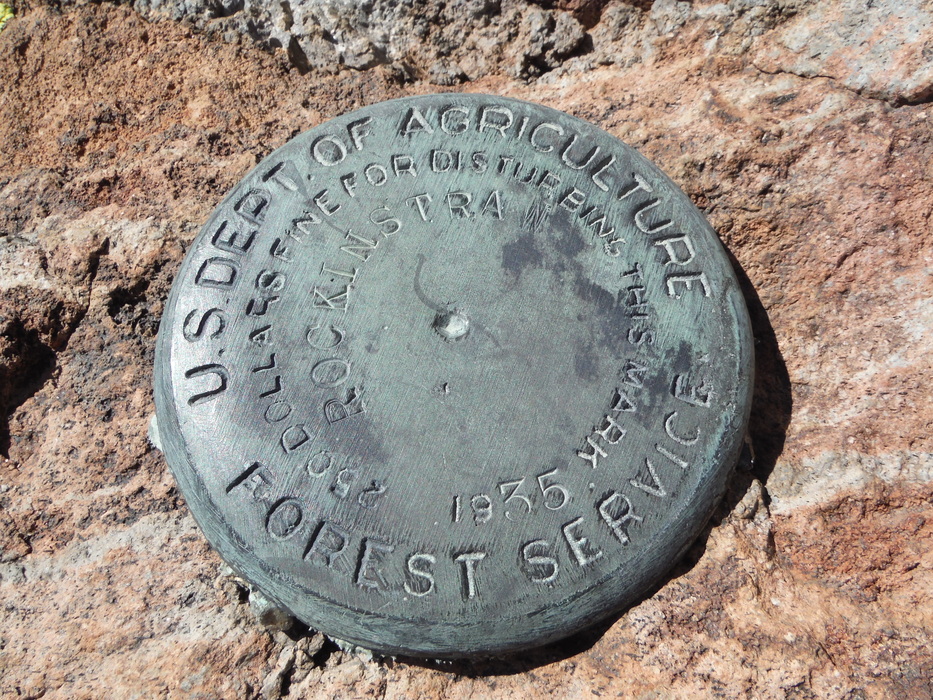 U.S. DEPT. OF AGRICULTURE
FOREST SERVICE
250 DOLLARS FINE FOR DISTURBING THIS MARK.
ROCKINSTRAW
1935